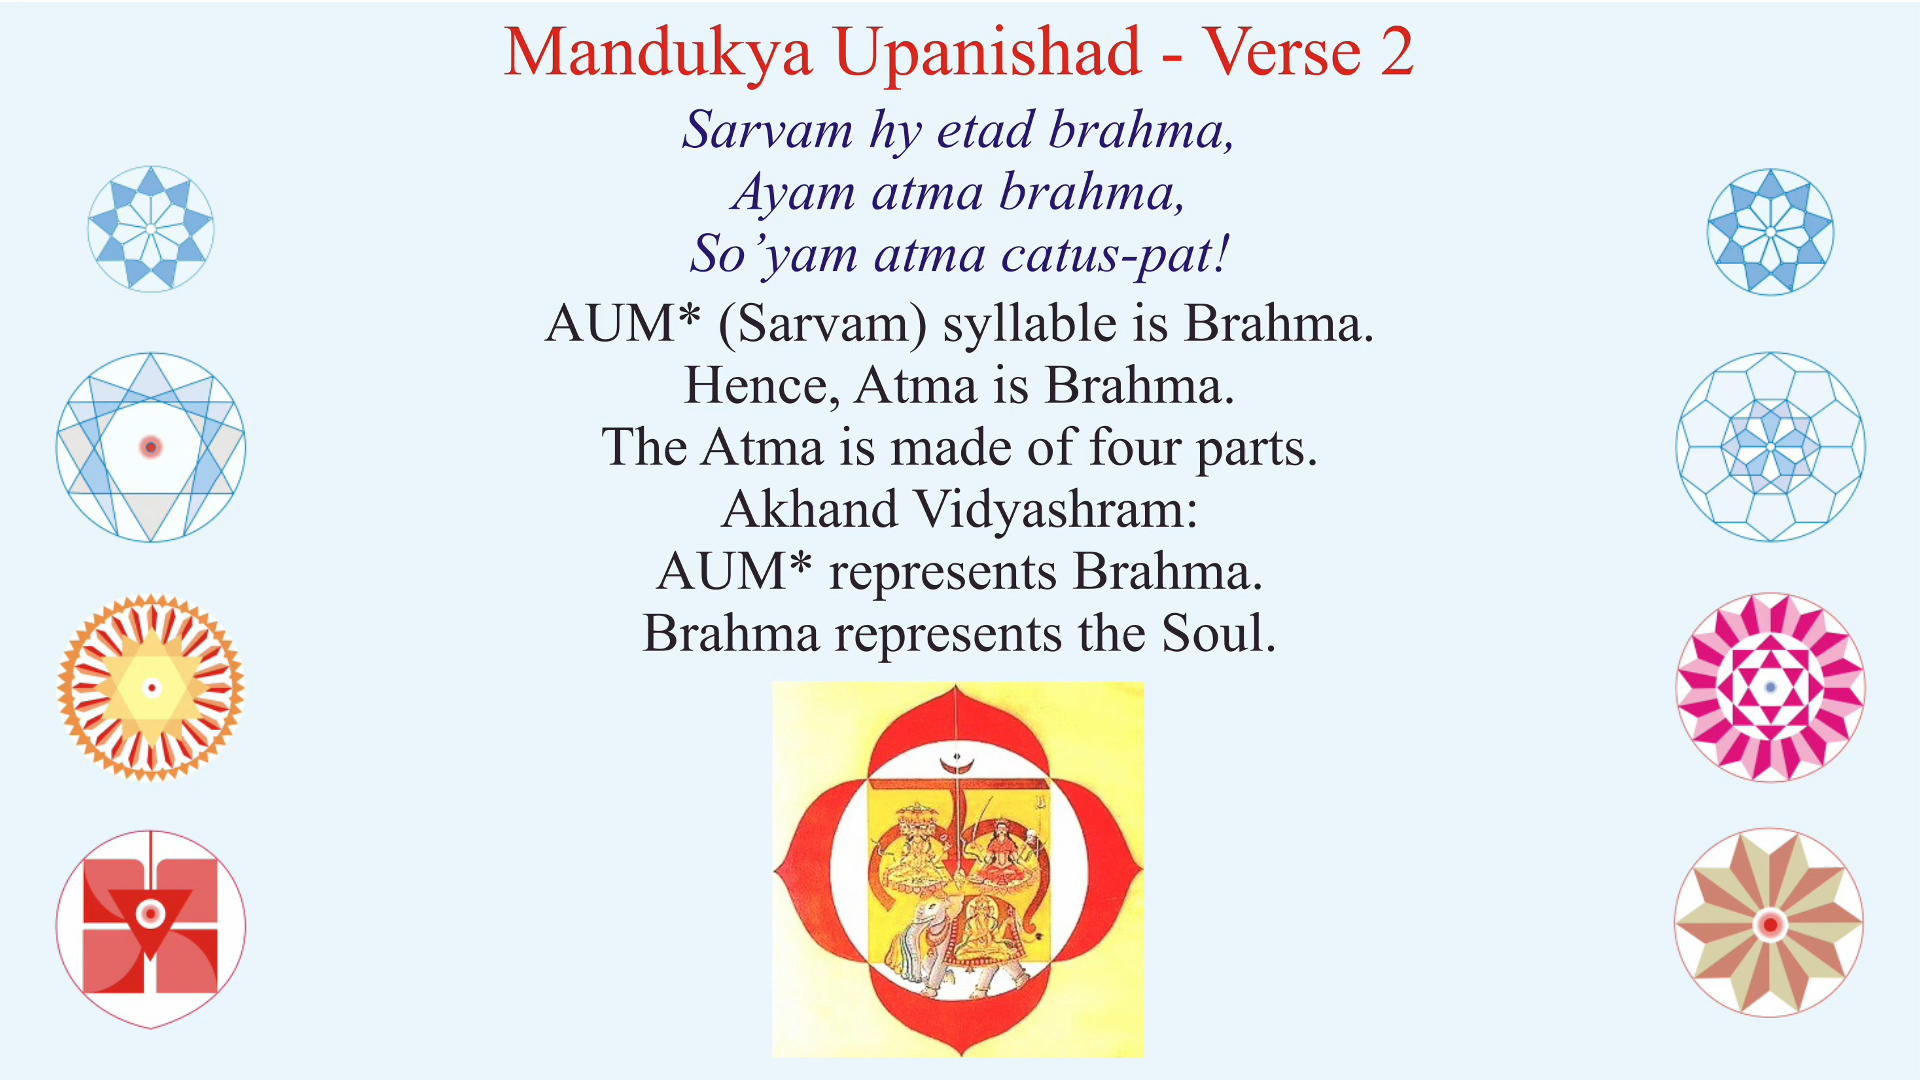 Mandukya Upanishad - Verse 2
Sarvam hy etad brahma,
Ayam atma brahma,
So’yam atma catus-pat!
AUM* (Sarvam) syllable is Brahma.
Hence, Atma is Brahma.
The Atma is made of four parts.
Akhand Vidyashram:
AUM* represents Brahma.
Brahma represents the Soul.